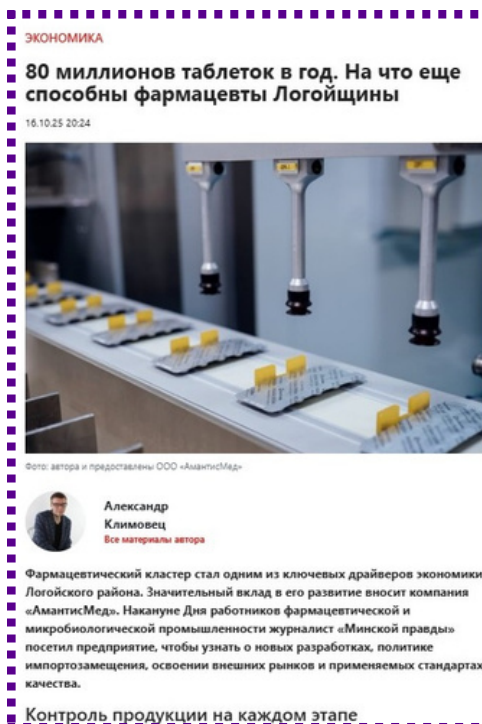 ЭКОНОМИКА
80 миллионов таблеток в год. На что еще
способны фармацевты Логойщины
16.10.25 20:24
Фото: автора и предоставлены ООО «АмантисМед»
Александр
Климовец
Все материалы автора
Фармацевтический кластер стал одним из ключевых драйверов экономики
Логойского района. Значительный вклад в его развитие вносит компания
«АмантисМед». Накануне Дня работников фармацевтической и
микробиологической промышленности журналист «Минской правды»
посетил предприятие, чтобы узнать о новых разработках, политике
импортозамещения, освоении внешних рынков и применяемых стандартах
качества.
Контроль продукции на каждом этапе